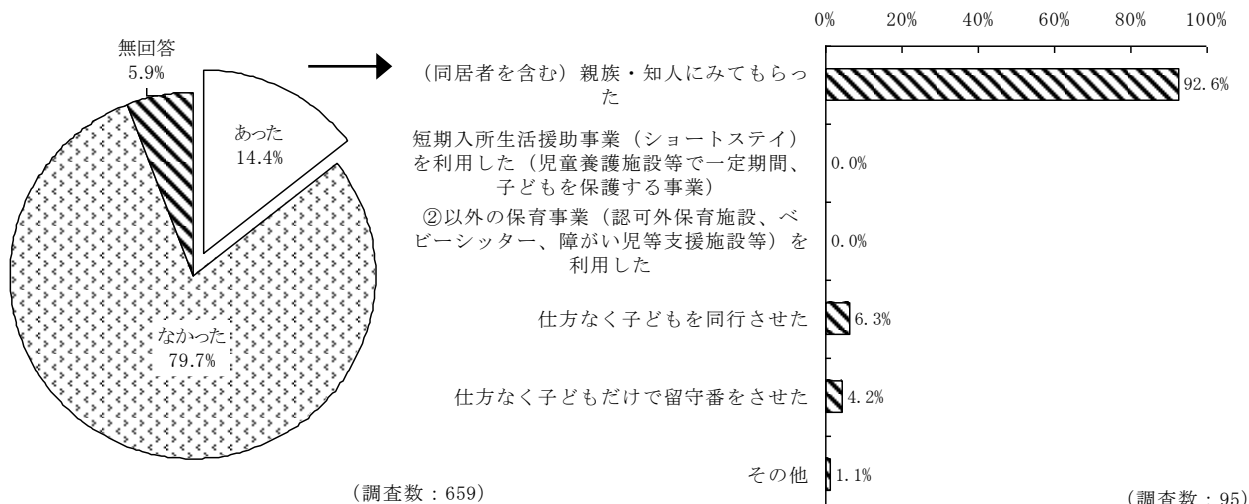 無回答
5.9%
あった
14.4%
なかった
79.7%
(調査数：659)
0%
20%
40%
60%
80%
100%
（同居者を含む）親族・知人にみてもらっ
た
92.6%
短期入所生活援助事業（ショートステイ）
を利用した（児童養護施設等で一定期間、
子どもを保護する事業）
0.0%
②以外の保育事業（認可外保育施設、ベ
ビーシッター、障がい児等支援施設等）を
利用した
0.0%
仕方なく子どもを同行させた
6.3%
仕方なく子どもだけで留守番をさせた
4.2%
その他
1.1%
(調査数：95)